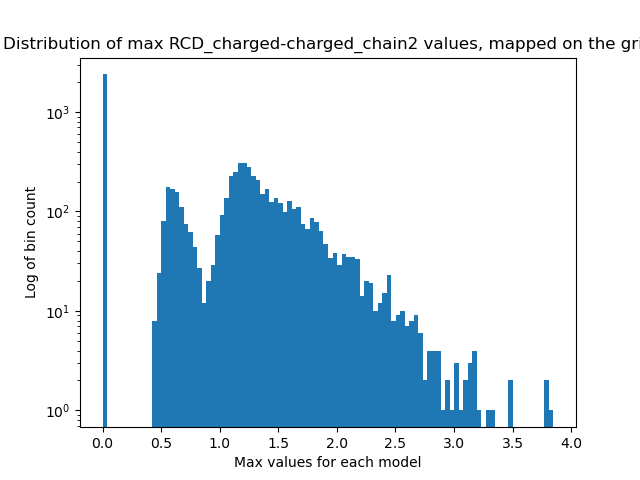 Distribution of max RCD_charged-charged_chain2 values, mapped on the gri
Log of bin count
10³
10²
10¹
10⁰
0.0 0.5 1.0 1.5 2.0 2.5 3.0 3.5 4.0
Max values for each model